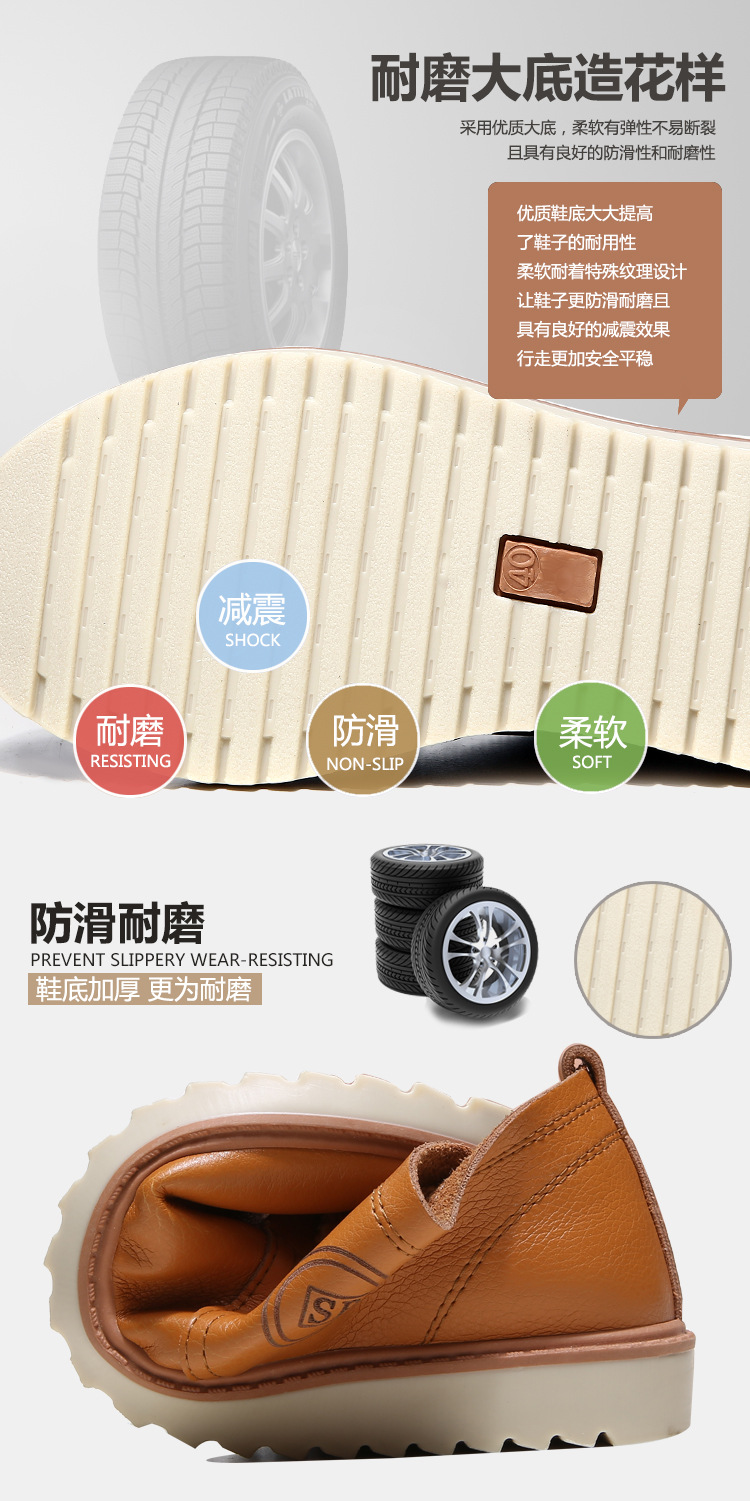 耐磨大底造花样
采用优质大底，柔软有弹性不易断裂
且具有良好的防滑性和耐磨性
优质鞋底大大提高
了鞋子的耐用性
柔软耐着特殊纹理设计
让鞋子更防滑耐磨且
具有良好的减震效果
行走更加安全平稳
40
减震
SHOCK
耐磨
RESISTING
防滑
NON-SLIP
柔软
SOFT
防滑耐磨
PREVENT SLIPPERY WEAR-RESISTING
鞋底加厚 更为耐磨